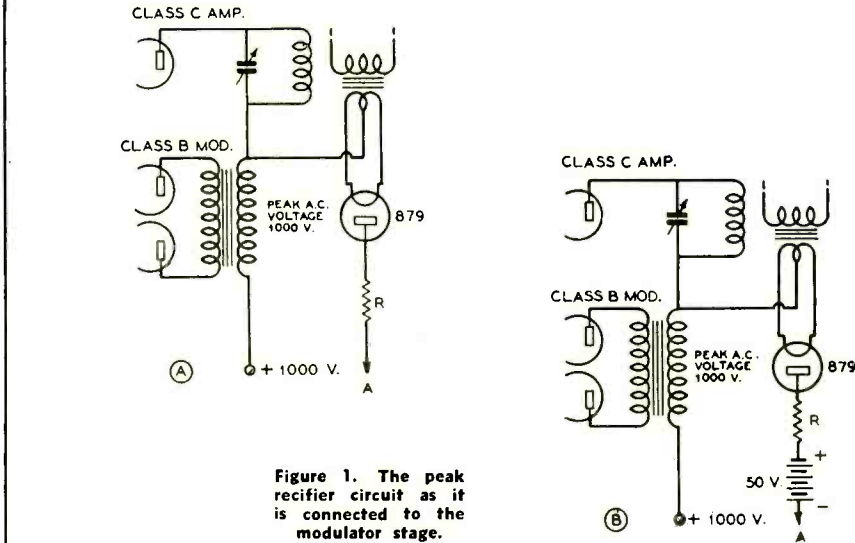 CLASS C AMP.
CLASS B MOD.
PEAK A.C.
VOLTAGE
1000 V.
879
R
A
+ 1000 V.
A
Figure 1. The peak
recifier circuit as it
is connected to the
modulator stage.
CLASS C AMP.
CLASS B MOD.
PEAK A.C.
VOLTAGE
1000 V.
879
R
+
50 V.
-
B
+ 1000 V.
A